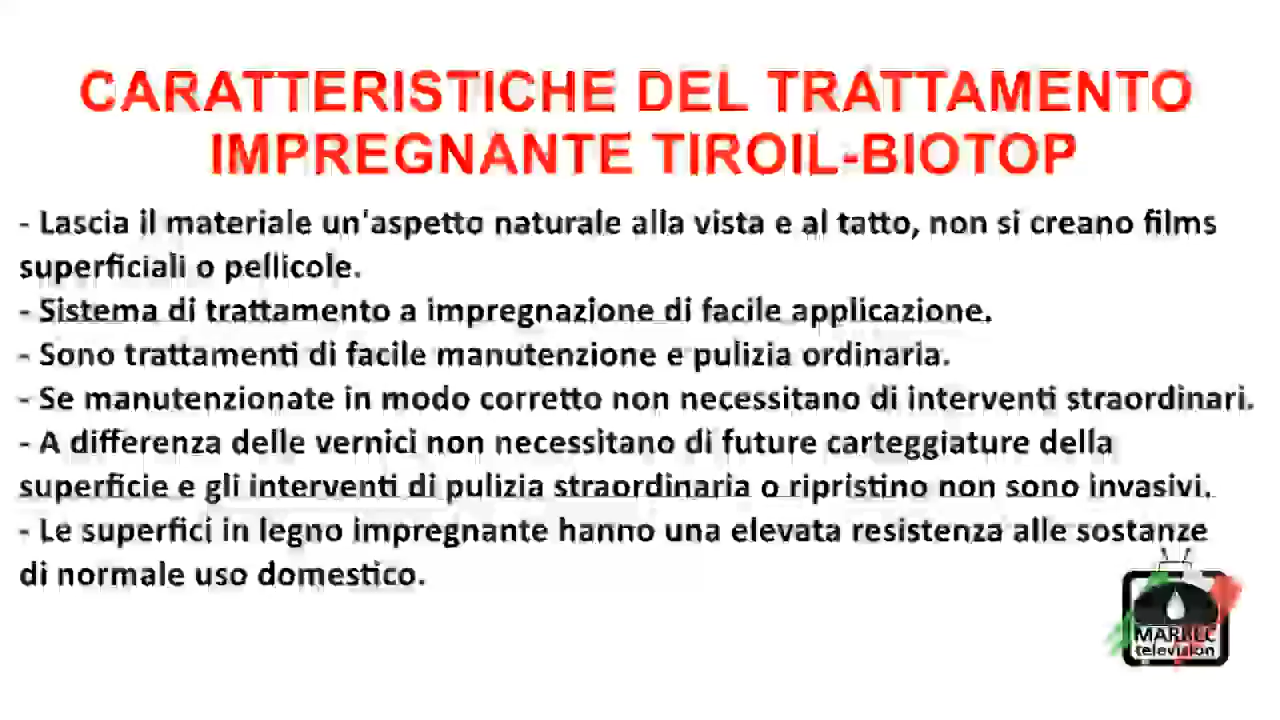 CARATTERISTICHE DEL TRATTAMENTO
IMPREGNANTE TIROIL-BIOTOP
- Lascia il materiale un'aspetto naturale alla vista e al tatto, non si creano films
superficiali o pellicole.
- Sistema di trattamento a impregnazione di facile applicazione.
- Sono trattamenti di facile manutenzione e pulizia ordinaria.
- Se manutenzionate in modo corretto non necessitano di interventi straordinari.
- A differenza delle vernici non necessitano di future carteggiature della
superficie e gli interventi di pulizia straordinaria o ripristino non sono invasivi.
- Le superfici in legno impregnante hanno una elevata resistenza alle sostanze
di normale uso domestico.
MARBEC
television